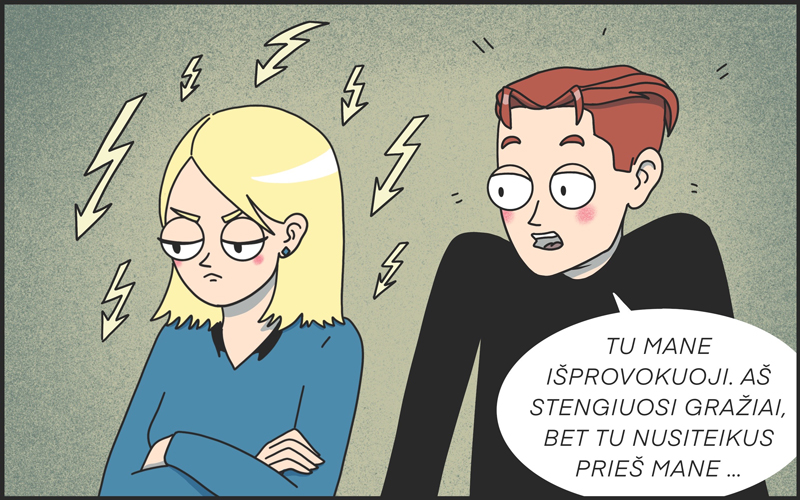 TU MANE
IŠPROVOKUOJI. AŠ
STENGIUOSI GRAŽIAI,
BET TU NUSITEIKUS
PRIEŠ MANE ...